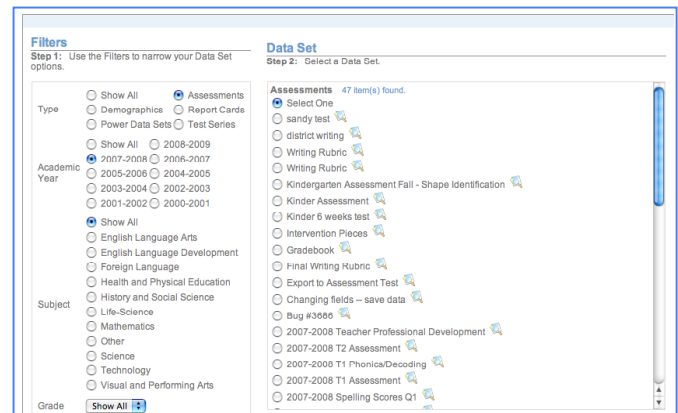 Filters
Step 1: Use the Filters to narrow your Data Set
options.
Type
Show All
Assessments
Demographics
Report Cards
Power Data Sets
Test Series
Academic
Year
Show All
2008-2009
2007-2008
2006-2007
2005-2006
2004-2005
2003-2004
2002-2003
2001-2002
2000-2001
Subject
Show All
English Language Arts
English Language Development
Foreign Language
Health and Physical Education
History and Social Science
Life-Science
Mathematics
Other
Science
Technology
Visual and Performing Arts
Grade
Show All
Data Set
Step 2: Select a Data Set.
Assessments 47 item(s) found.
Select One
sandy test
district writing
Writing Rubric
Writing Rubric
Kindergarten Assessment Fall - Shape Identification
Kinder Assessment
Kinder 6 weeks test
Intervention Pieces
Gradebook
Final Writing Rubric
Export to Assessment Test
Changing fields -- save data
Bug #3666
2007-2008 Teacher Professional Development
2007-2008 T2 Assessment
2007-2008 T1 Phonics/Decoding
2007-2008 T1 Assessment
2007-2008 Spelling Scores Q1